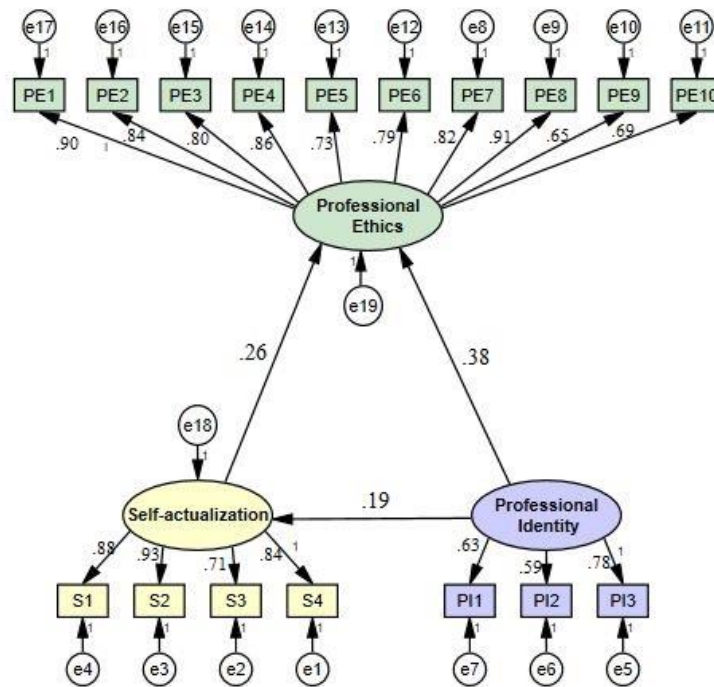 e17 e16 e15 e14 e13 e12 e8 e9 e10 e11
1 1 1 1 1 1 1 1 1 1
PE1 PE2 PE3 PE4 PE5 PE6 PE7 PE8 PE9 PE10
.90 .84 .80 .86 .73 .79 .82 .91 .65 .69
1
Professional
Ethics
1
e19
.26 .38
e18
1
Self-actualization
.19
Professional
Identity
.88 .93 .71 .84 1 .63 .59 .78 1
S1 S2 S3 S4 PI1 PI2 PI3
1 1 1 1 1 1 1
e4 e3 e2 e1 e7 e6 e5